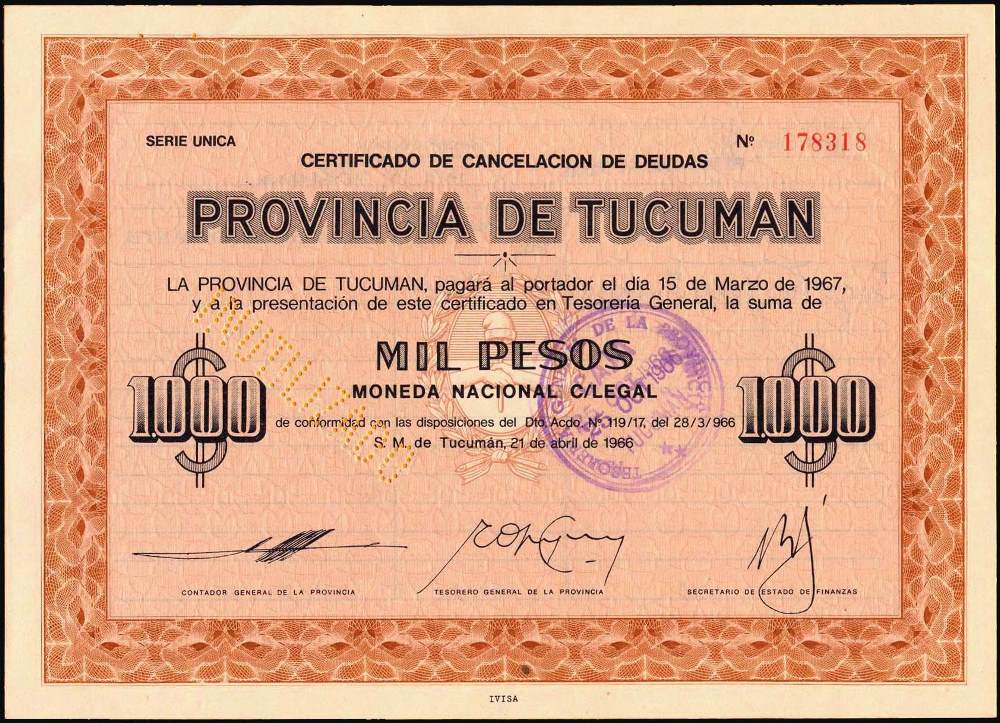 SERIE UNICA
Nº 178318
CERTIFICADO DE CANCELACION DE DEUDAS
PROVINCIA DE TUCUMAN
LA PROVINCIA DE TUCUMAN, pagará al portador el día 15 de Marzo de 1967,
y a la presentación de este certificado en Tesorería General, la suma de
MIL PESOS
MONEDA NACIONAL C/LEGAL
$ 1000
$ 1000
de conformidad con las disposiciones del Dto. Acdo. Nº 119/17, del 28/3/966
S. M. de Tucumán, 21 de abril de 1966
DE LA PROVINCIA
1966
CONTADOR GENERAL DE LA PROVINCIA
TESORERO GENERAL DE LA PROVINCIA
SECRETARIO DE ESTADO DE FINANZAS
IVISA